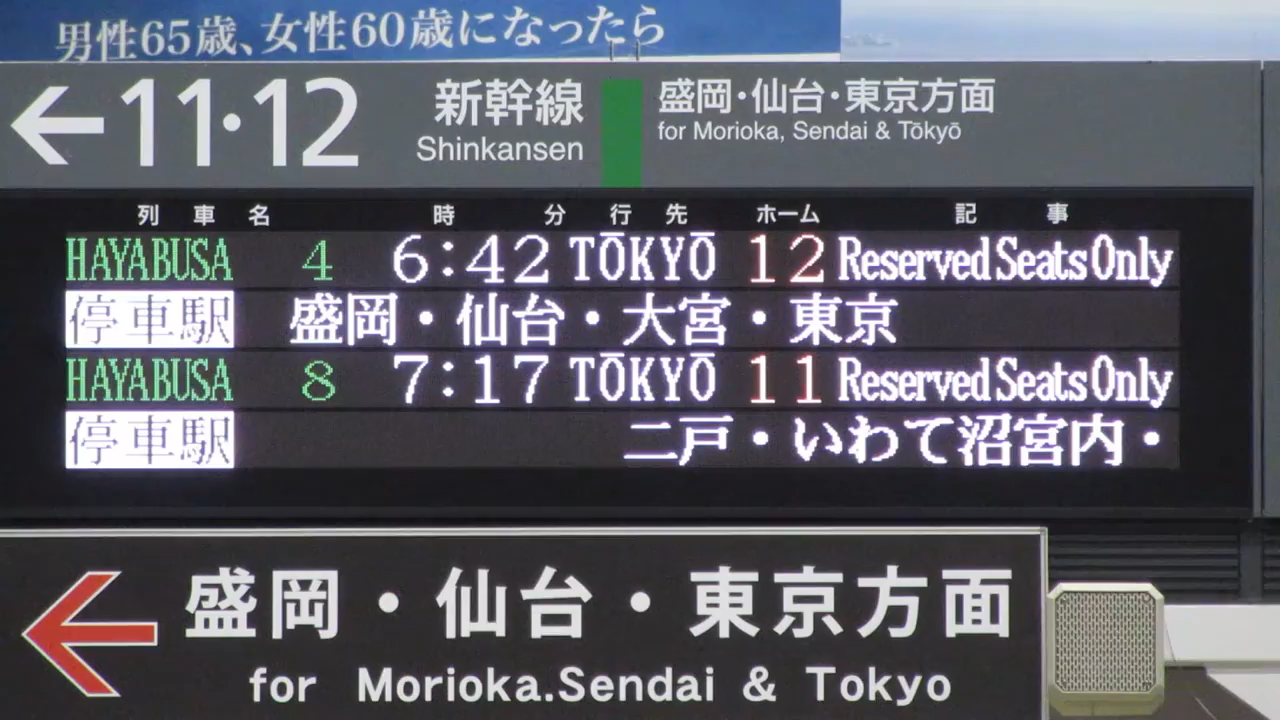 男性65歳、女性60歳になったら
← 11・12 新幹線 盛岡・仙台・東京方面
Shinkansen for Morioka, Sendai & Tōkyō
列車名 時 分 行先 ホーム 記事
HAYABUSA 4 6:42 TŌKYŌ 12 Reserved Seats Only
停車駅 盛岡・仙台・大宮・東京
HAYABUSA 8 7:17 TŌKYŌ 11 Reserved Seats Only
停車駅 二戸・いわて沼宮内・
← 盛岡・仙台・東京方面
for Morioka.Sendai & Tokyo